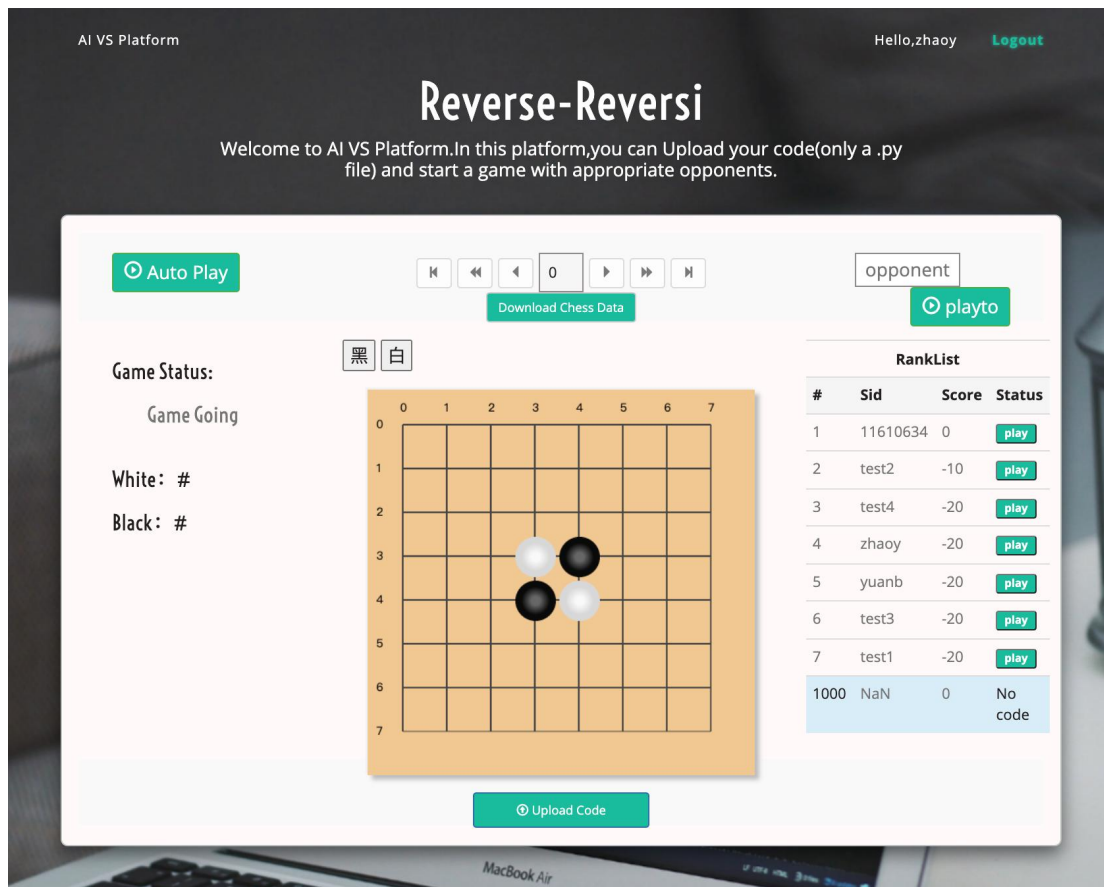 AI VS Platform
Hello,zhaoy
Logout
Reverse-Reversi
Welcome to AI VS Platform.In this platform,you can Upload your code(only a .py
file) and start a game with appropriate opponents.
Auto Play
0
opponent
Download Chess Data
playto
黑 白
Game Status:
Game Going
White: #
Black: #
0 1 2 3 4 5 6 7
0
1
2
3
4
5
6
7
RankList
# Sid Score Status
1 11610634 0 play
2 test2 -10 play
3 test4 -20 play
4 zhaoy -20 play
5 yuanb -20 play
6 test3 -20 play
7 test1 -20 play
1000 NaN 0 No
code
Upload Code
MacBook Air